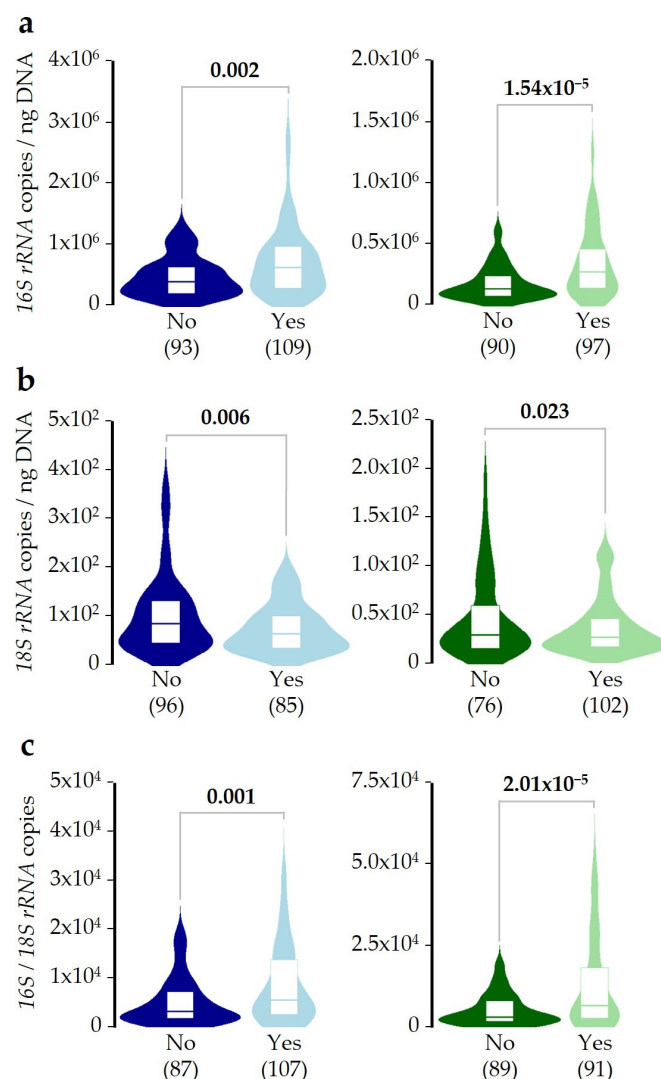 a
16S rRNA copies / ng DNA
4x10⁶
3x10⁶
2x10⁶
1x10⁶
0
0.002
No
(93)
Yes
(109)
2.0x10⁶
1.5x10⁶
1.0x10⁶
0.5x10⁶
0
1.54x10⁻⁵
No
(90)
Yes
(97)
b
18S rRNA copies / ng DNA
5x10²
4x10²
3x10²
2x10²
1x10²
0
0.006
No
(96)
Yes
(85)
2.5x10²
2.0x10²
1.5x10²
1.0x10²
0.5x10²
0
0.023
No
(76)
Yes
(102)
c
16S / 18S rRNA copies
5x10⁴
4x10⁴
3x10⁴
2x10⁴
1x10⁴
0
0.001
No
(87)
Yes
(107)
7.5x10⁴
5.0x10⁴
2.5x10⁴
0
2.01x10⁻⁵
No
(89)
Yes
(91)